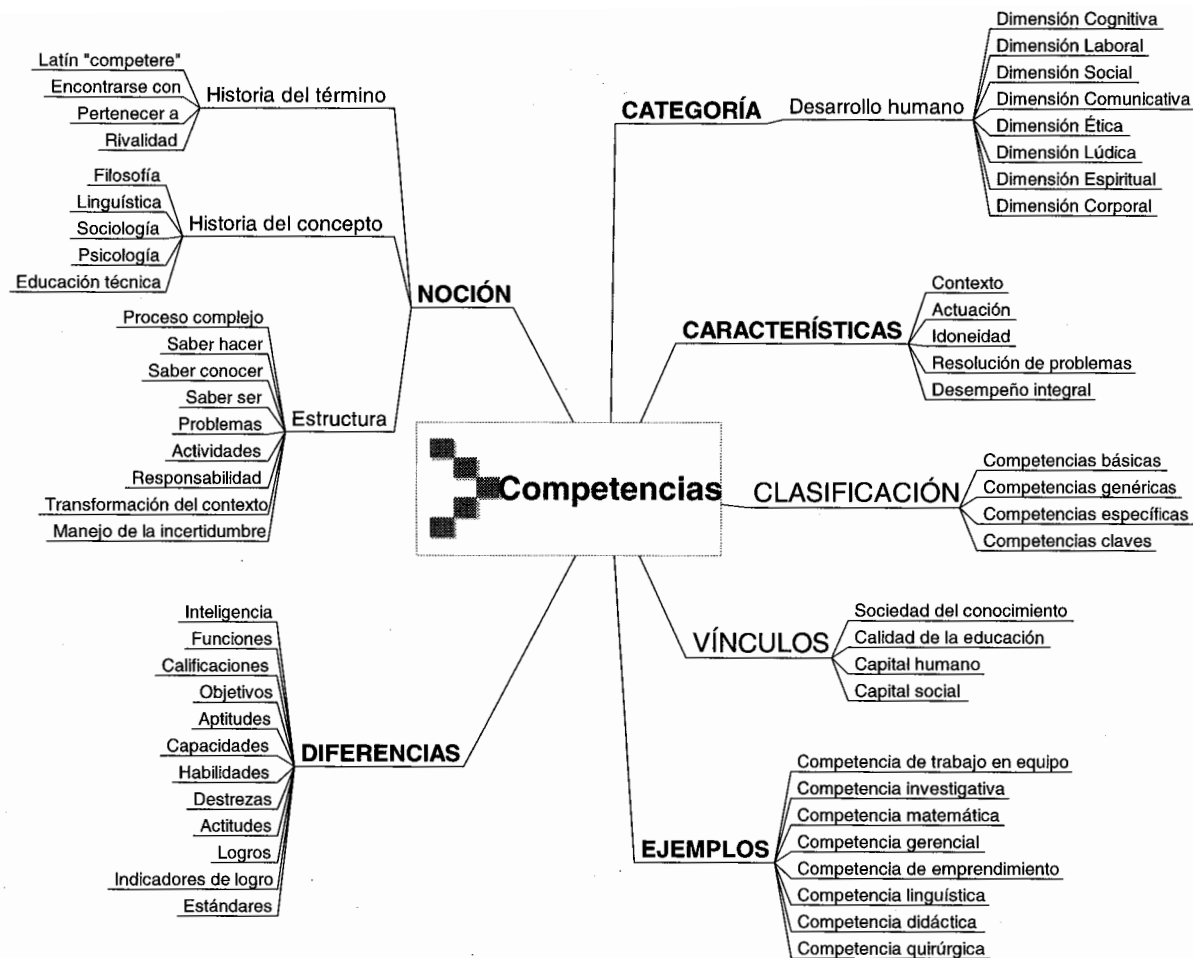 Competencias
NOCIÓN
Historia del término
Latín "competere"
Encontrarse con
Pertenecer a
Rivalidad
Historia del concepto
Filosofía
Linguística
Sociología
Psicología
Educación técnica
Estructura
Proceso complejo
Saber hacer
Saber conocer
Saber ser
Problemas
Actividades
Responsabilidad
Transformación del contexto
Manejo de la incertidumbre
DIFERENCIAS
Inteligencia
Funciones
Calificaciones
Objetivos
Aptitudes
Capacidades
Habilidades
Destrezas
Actitudes
Logros
Indicadores de logro
Estándares
CATEGORÍA
Desarrollo humano
Dimensión Cognitiva
Dimensión Laboral
Dimensión Social
Dimensión Comunicativa
Dimensión Ética
Dimensión Lúdica
Dimensión Espiritual
Dimensión Corporal
CARACTERÍSTICAS
Contexto
Actuación
Idoneidad
Resolución de problemas
Desempeño integral
CLASIFICACIÓN
Competencias básicas
Competencias genéricas
Competencias específicas
Competencias claves
VÍNCULOS
Sociedad del conocimiento
Calidad de la educación
Capital humano
Capital social
EJEMPLOS
Competencia de trabajo en equipo
Competencia investigativa
Competencia matemática
Competencia gerencial
Competencia de emprendimiento
Competencia linguística
Competencia didáctica
Competencia quirúrgica